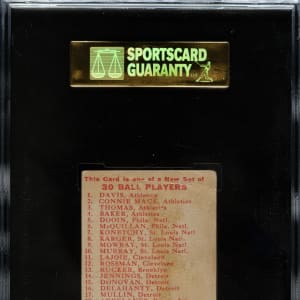 SPORTSCARD
GUARANTY
This Card is one of a New Set of
30 BALL PLAYERS
1. DAVIS, Athletics
2. CONNIE MACK, Athletics
3. THOMAS, Athletics
4. BAKER, Athletics
5. DOOIN, Phila. Natl.
6. McQUILLAN, Phila. Natl.
7. KONETCHY, St. Louis Natl.
8. KARGER, St. Louis Natl.
9. MOWRAY, St. Louis Natl.
10. MURRAY, St. Louis Natl.
11. LAJOIE, Cleveland
12. ROSSMAN, Cleveland
13. RUCKER, Brooklyn
14. JENNINGS, Detroit
15. DONOVAN, Detroit
16. DELAHANTY, Detroit
17. MULLIN, Detroit